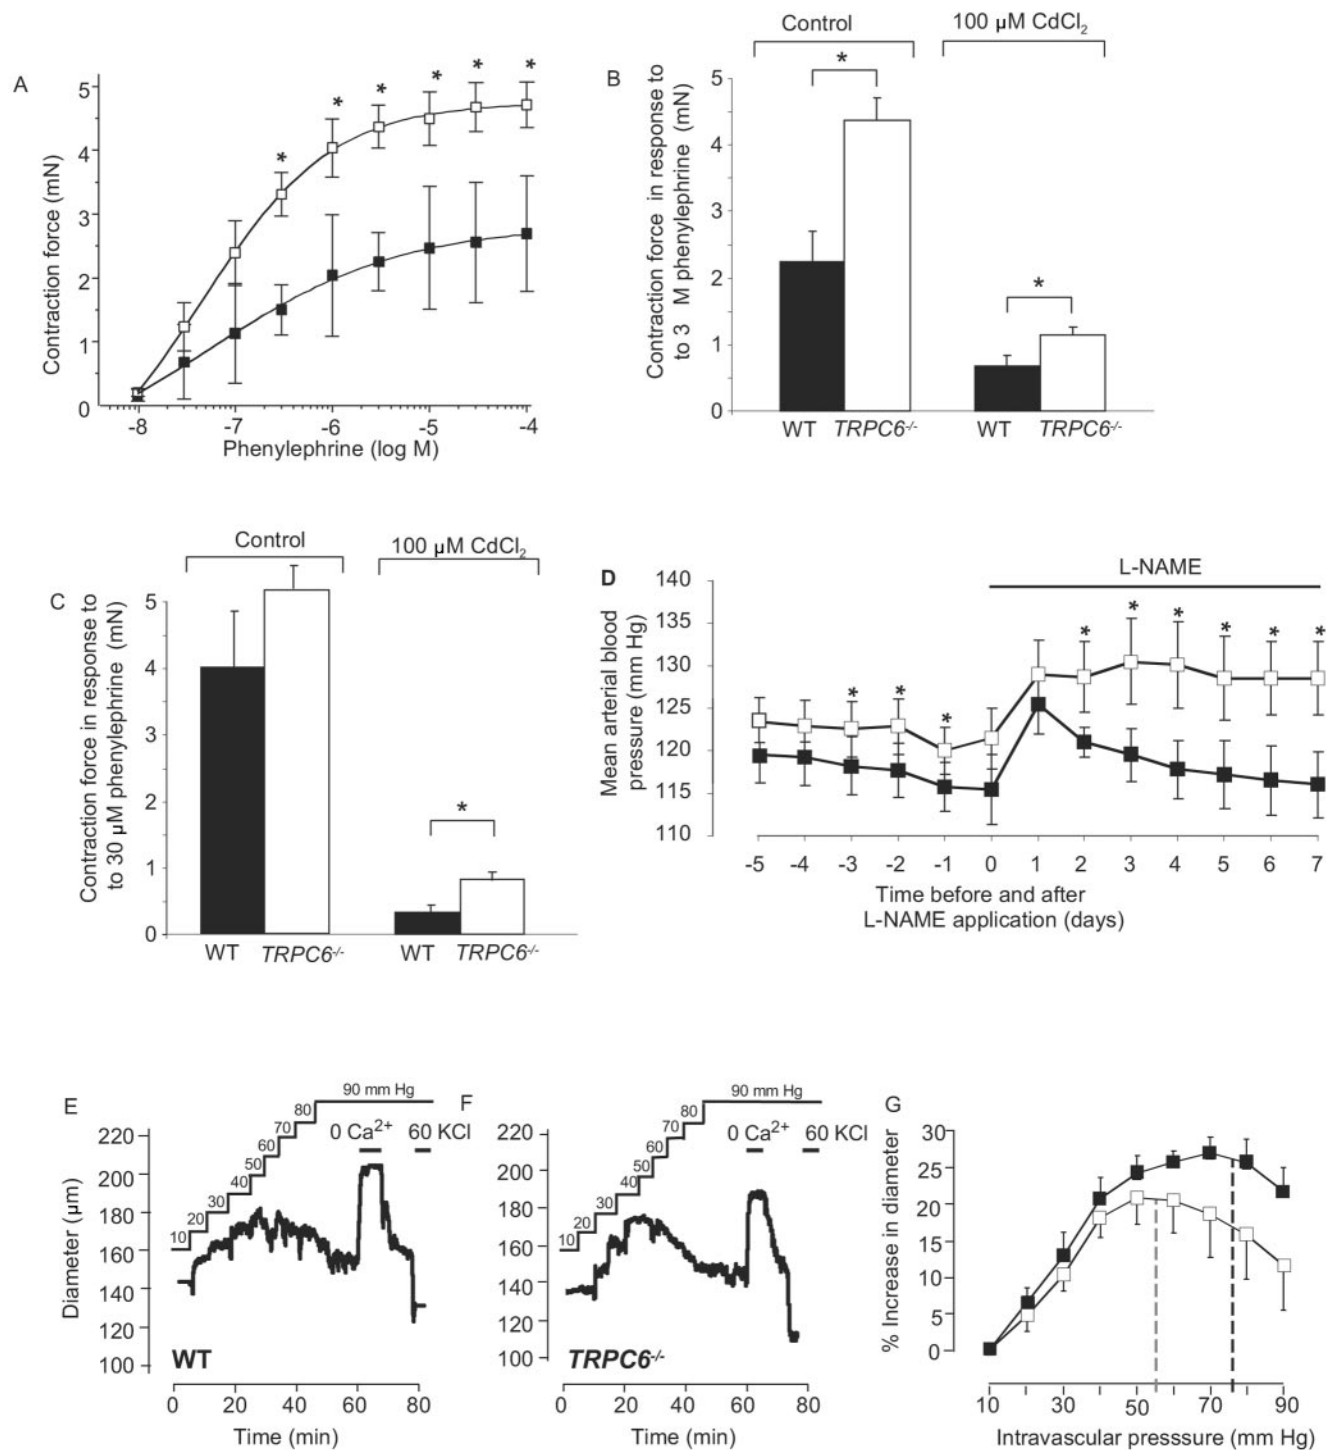 A
Contraction force (mN)
5
4
3
2
1
0
-8
-7
-6
-5
-4
Phenylephrine (log M)
* * * * * * *
B
Control
100 µM CdCl2
Contraction force in response to
to 3 M phenylephrine (mN)
5
4
3
2
1
0
*
*
WT
TRPC6-/-
WT
TRPC6-/-
C
Control
100 µM CdCl2
Contraction force in response to
to 30 µM phenylephrine (mN)
5
4
3
2
1
0
*
WT
TRPC6-/-
WT
TRPC6-/-
D
L-NAME
Mean arterial blood
pressure (mm Hg)
140
135
130
125
120
115
110
* * * * * * * * *
-5 -4 -3 -2 -1 0 1 2 3 4 5 6 7
Time before and after
L-NAME application (days)
E
90 mm Hg
10 20 30 40 50 60 70 80
0 Ca2+
60 KCl
Diameter (µm)
220
200
180
160
140
120
100
WT
0 20 40 60 80
Time (min)
F
90 mm Hg
10 20 30 40 50 60 70 80
0 Ca2+
60 KCl
220
200
180
160
140
120
100
TRPC6-/-
0 20 40 60 80
Time (min)
G
% Increase in diameter
30
25
20
15
10
5
0
10 30 50 70 90
Intravascular presssure (mm Hg)